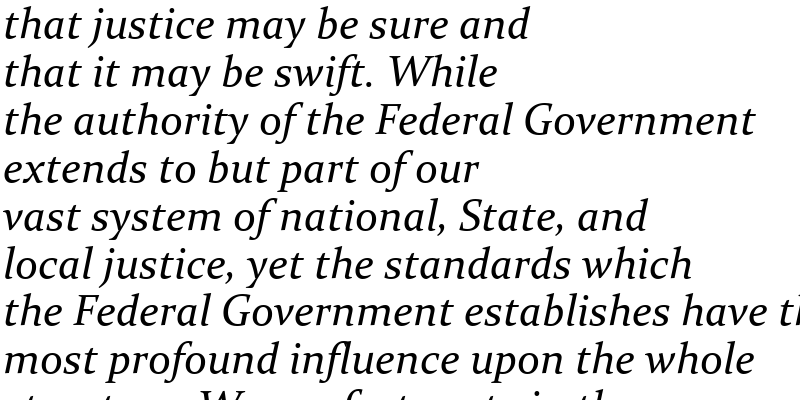 that justice may be sure and
that it may be swift. While
the authority of the Federal Government
extends to but part of our
vast system of national, State, and
local justice, yet the standards which
the Federal Government establishes have
most profound influence upon the whole